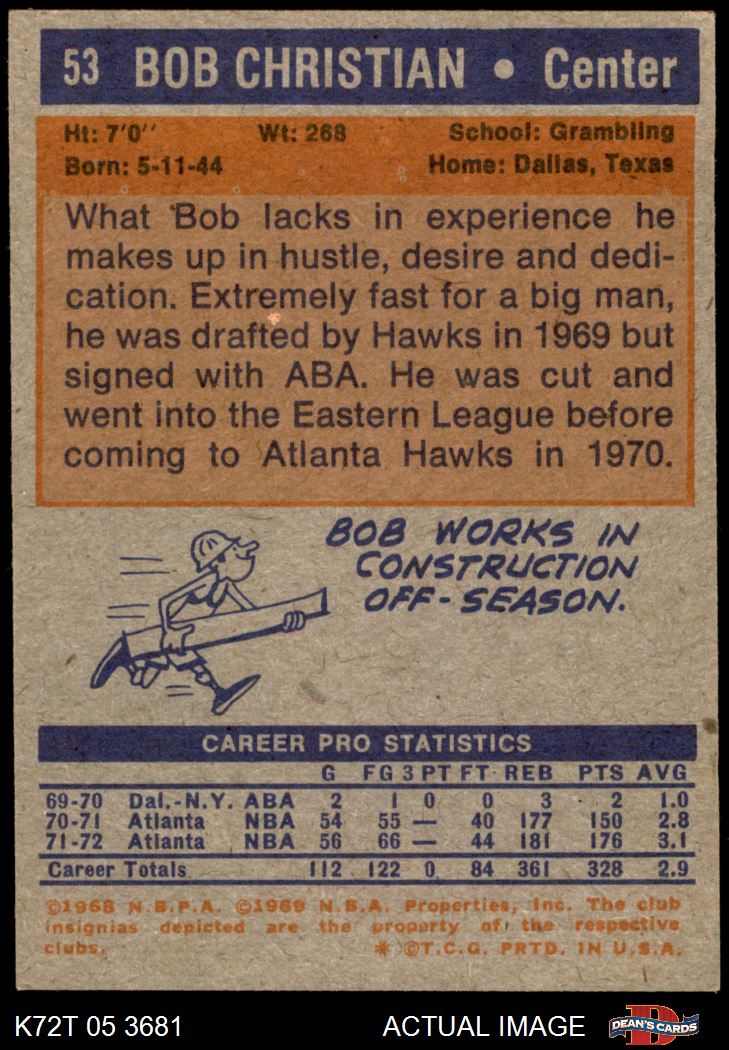 53 BOB CHRISTIAN • Center
Ht: 7'0'' Wt: 268 School: Grambling
Born: 5-11-44 Home: Dallas, Texas
What Bob lacks in experience he
makes up in hustle, desire and dedi-
cation. Extremely fast for a big man,
he was drafted by Hawks in 1969 but
signed with ABA. He was cut and
went into the Eastern League before
coming to Atlanta Hawks in 1970.
BOB WORKS IN
CONSTRUCTION
OFF-SEASON.
CAREER PRO STATISTICS
G FG 3 PT FT REB PTS AVG
69-70 Dal.-N.Y. ABA 2 1 0 0 3 2 1.0
70-71 Atlanta NBA 54 55 — 40 177 150 2.8
71-72 Atlanta NBA 56 66 — 44 181 176 3.1
Career Totals 112 122 0 84 361 328 2.9
©1968 N.B.P.A. ©1969 N.B.A. Properties, Inc. The club
insignias depicted are the property of the respective
clubs. * ©T.C.G. PRTD. IN U.S.A.
K72T 05 3681 ACTUAL IMAGE DEAN'S CARDS